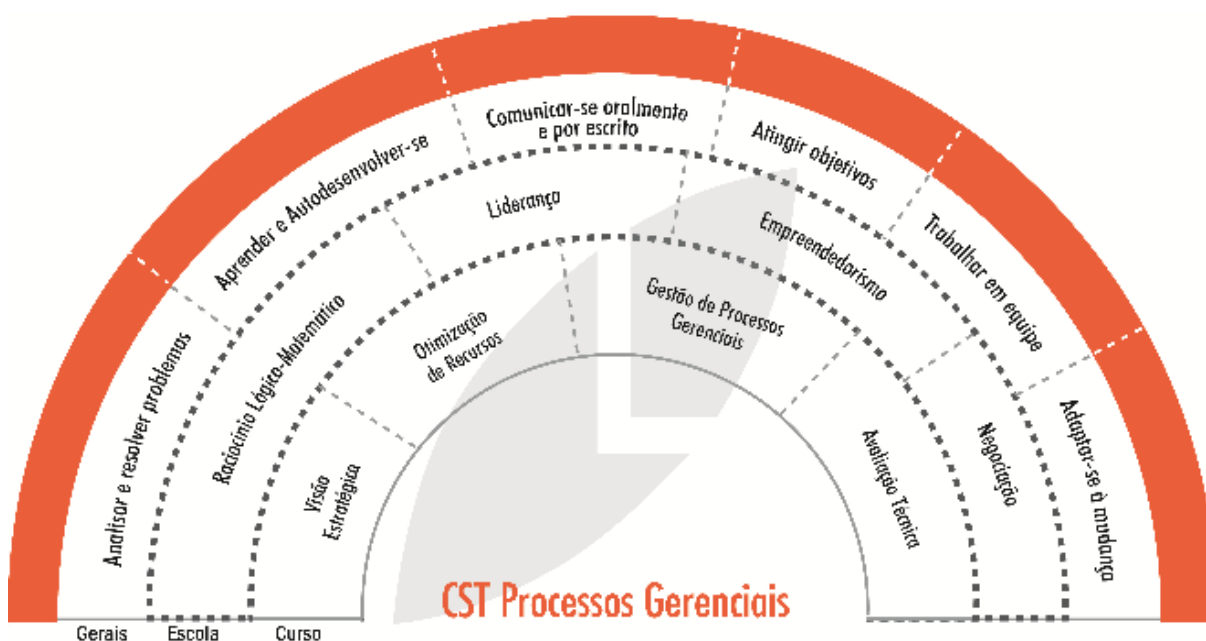 Analisar e resolver problemas
Aprender e Autodesenvolver-se
Comunicar-se oralmente
e por escrito
Atingir objetivos
Trabalhar em equipe
Adaptar-se à mudança
Raciocínio Lógico-Matemático
Liderança
Empreendedorismo
Negociação
Visão
Estratégica
Otimização
de Recursos
Gestão de Processos
Gerenciais
Avaliação Técnica
CST Processos Gerenciais
Gerais
Escola
Curso